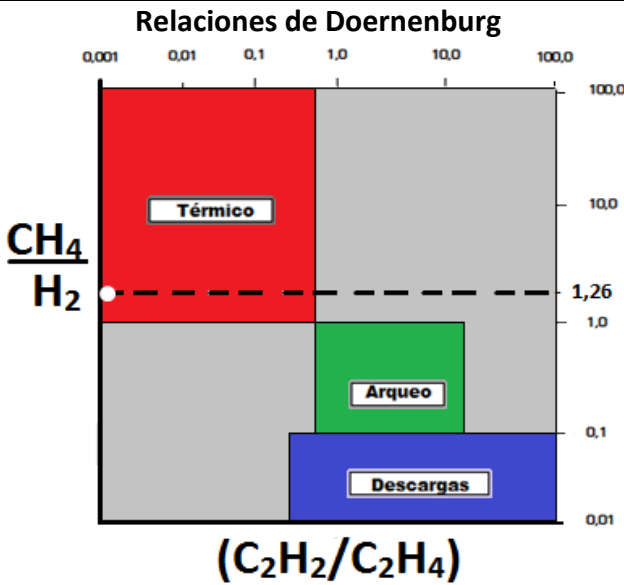 Relaciones de Doernenburg
0,001 0,01 0,1 1,0 10,0 100,0
100,0
Térmico
10,0
CH₄
H₂
1,26
1,0
Arqueo
0,1
Descargas
0,01
(C₂H₂/C₂H₄)